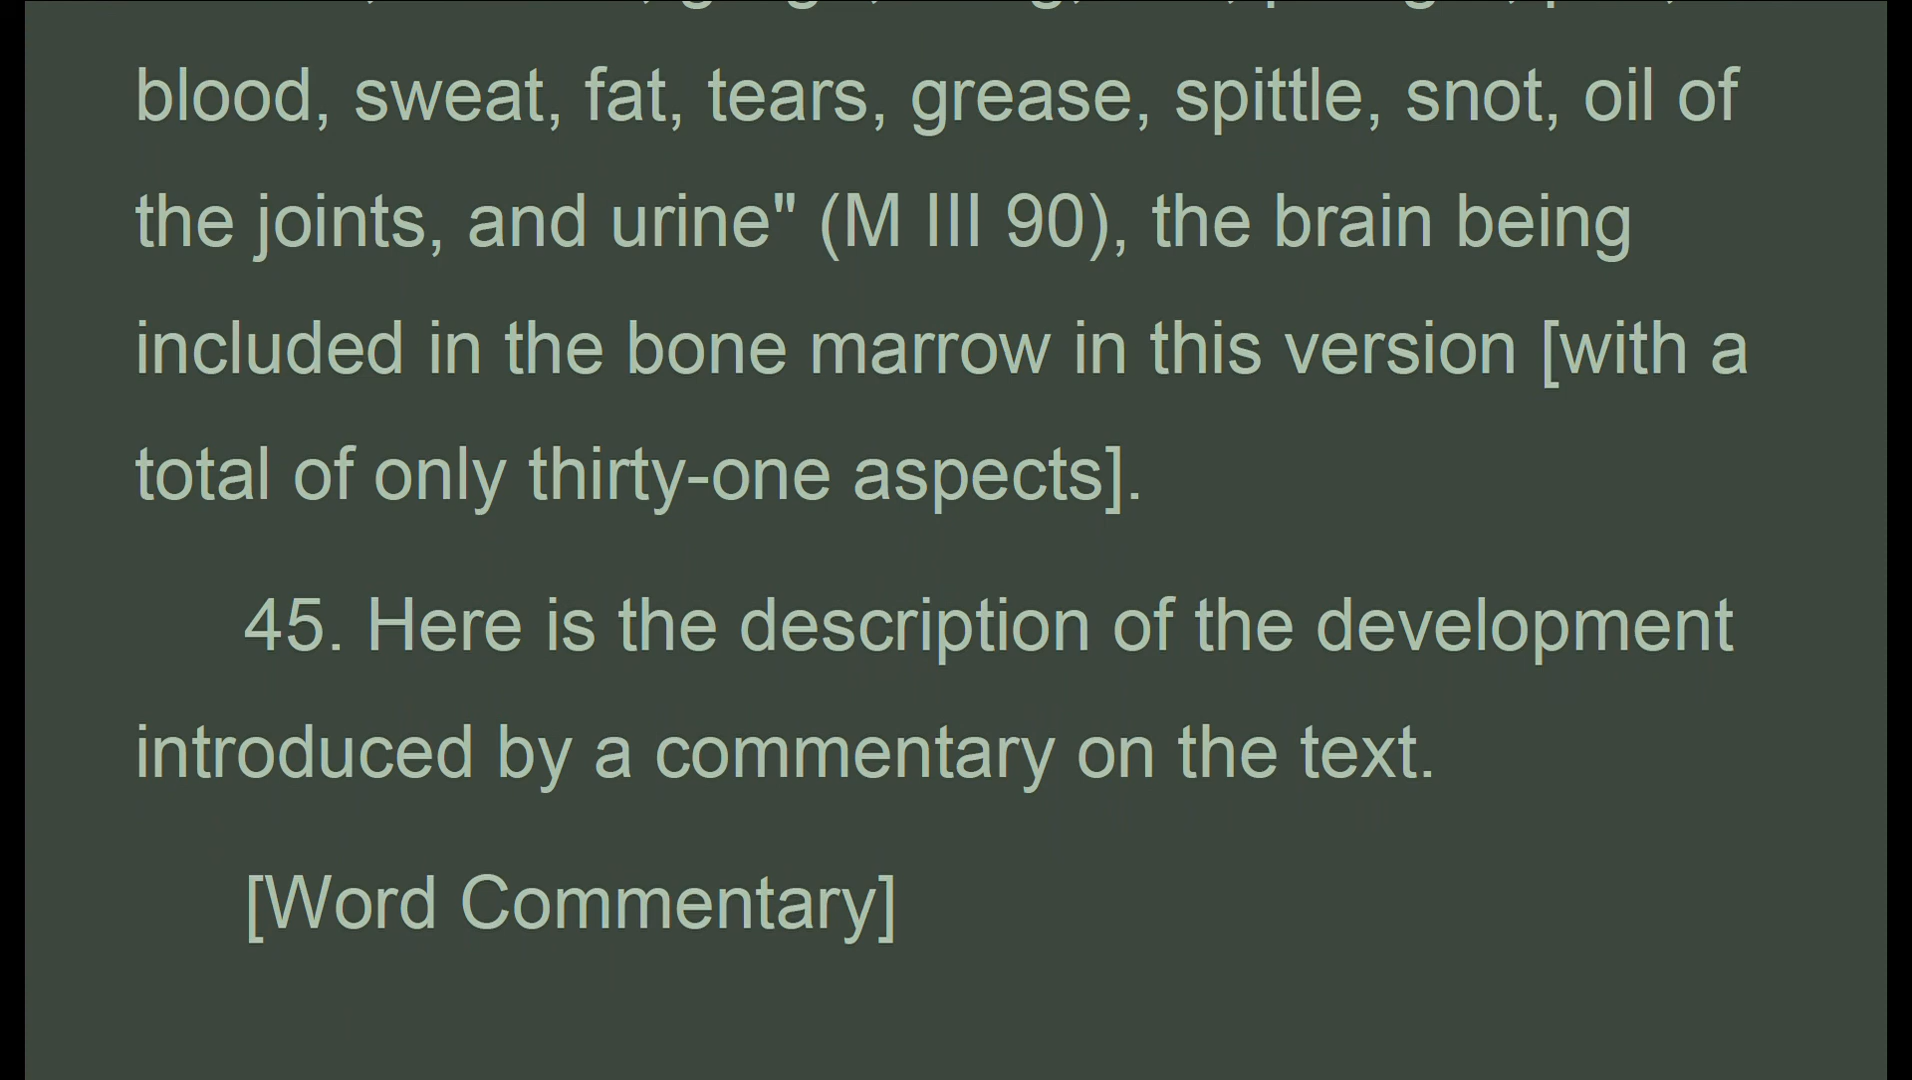 blood, sweat, fat, tears, grease, spittle, snot, oil of
the joints, and urine" (M III 90), the brain being
included in the bone marrow in this version [with a
total of only thirty-one aspects].
45. Here is the description of the development
introduced by a commentary on the text.
[Word Commentary]